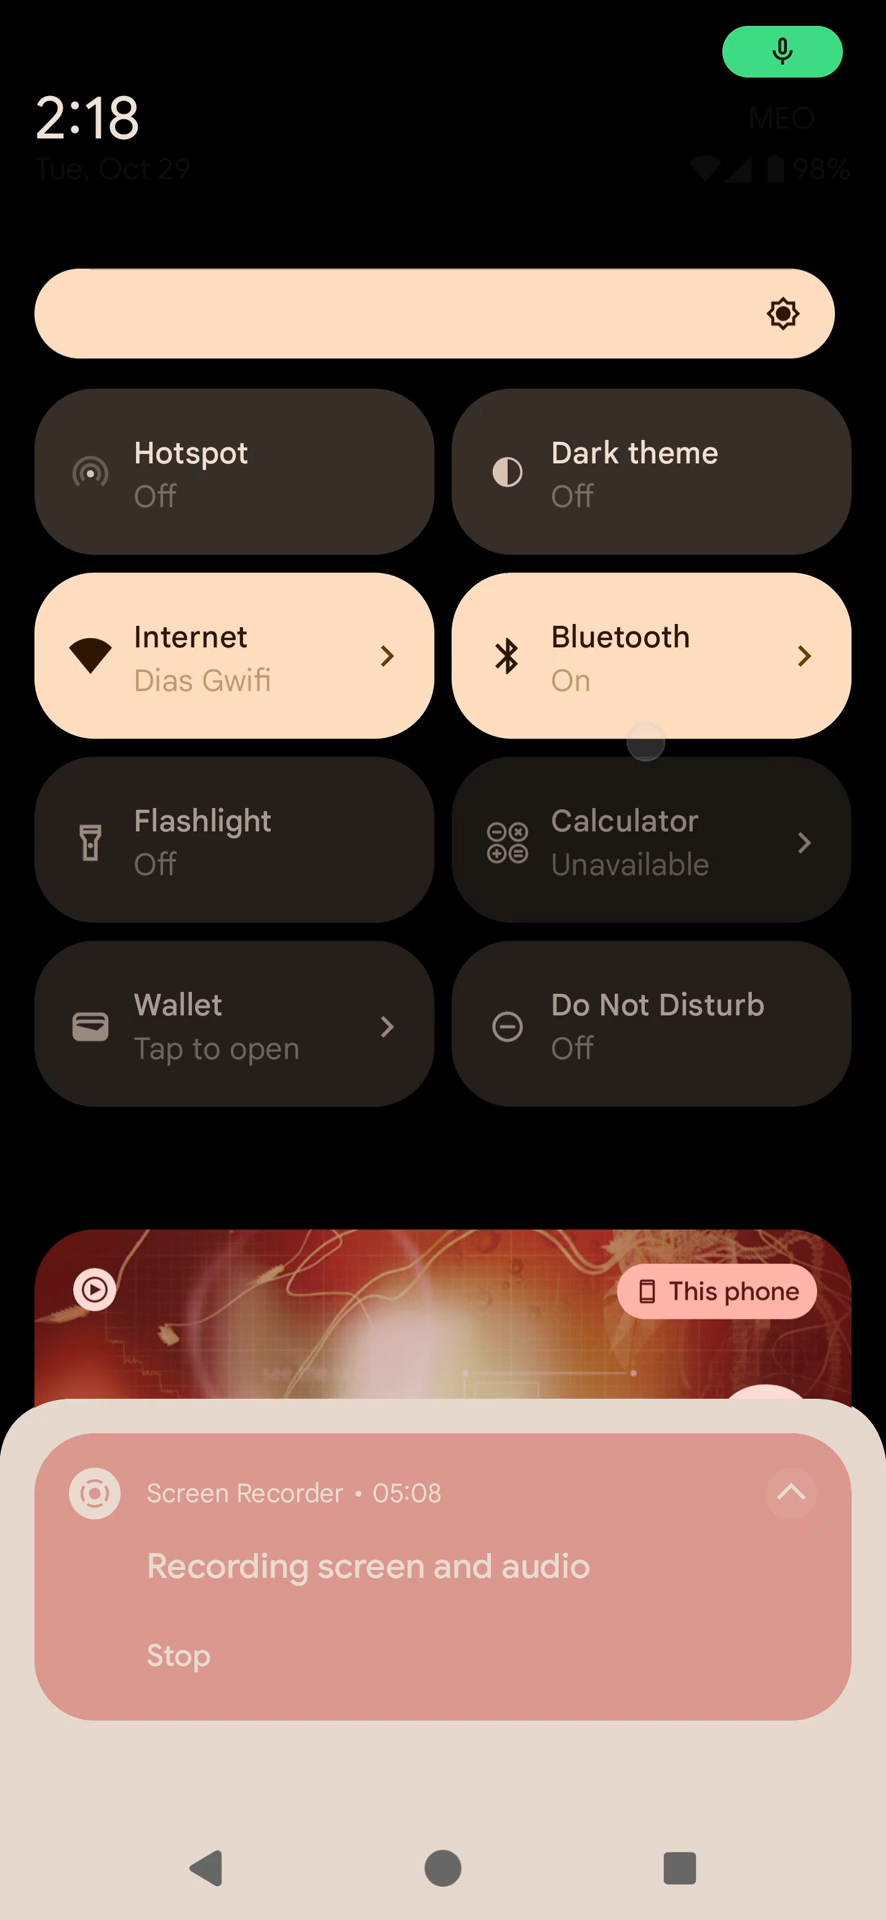 2:18
MEO
Tue, Oct 29
98%
Hotspot
Off
Dark theme
Off
Internet
Dias Gwifi
Bluetooth
On
Flashlight
Off
Calculator
Unavailable
Wallet
Tap to open
Do Not Disturb
Off
This phone
Screen Recorder • 05:08
Recording screen and audio
Stop